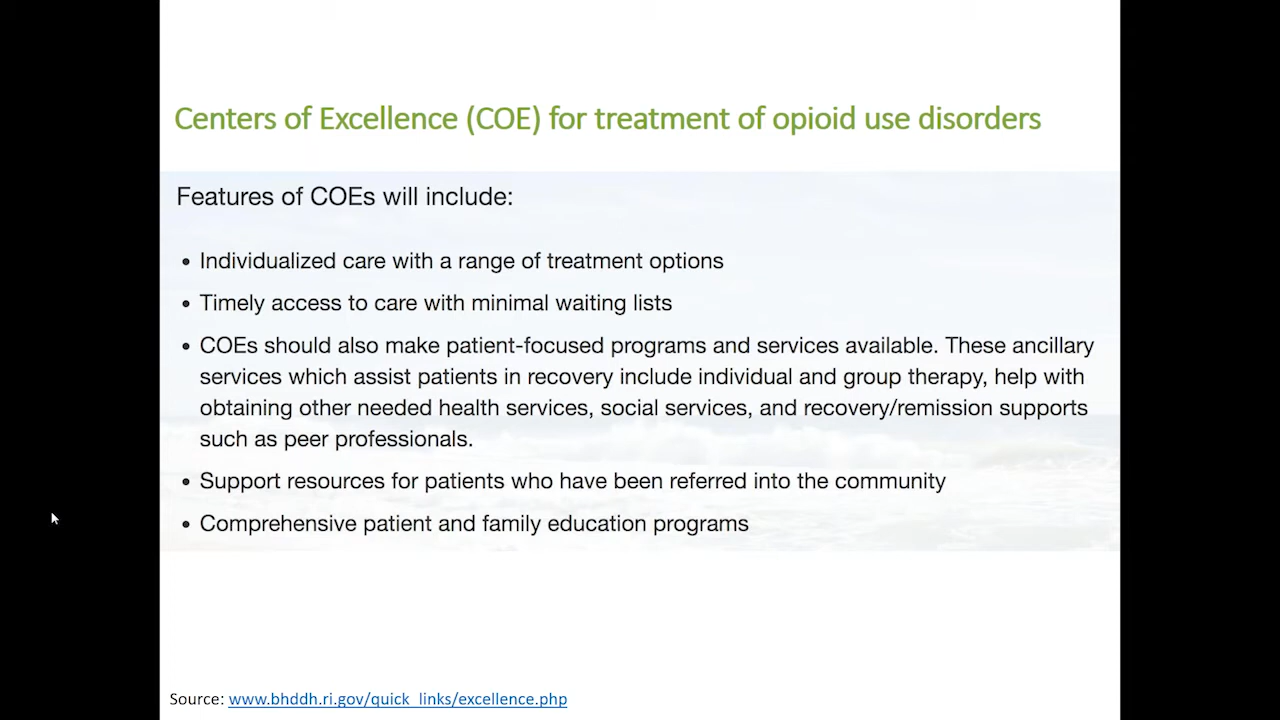 Centers of Excellence (COE) for treatment of opioid use disorders
Features of COEs will include:
• Individualized care with a range of treatment options
• Timely access to care with minimal waiting lists
• COEs should also make patient-focused programs and services available. These ancillary
services which assist patients in recovery include individual and group therapy, help with
obtaining other needed health services, social services, and recovery/remission supports
such as peer professionals.
• Support resources for patients who have been referred into the community
• Comprehensive patient and family education programs
Source: www.bhddh.ri.gov/quick_links/excellence.php